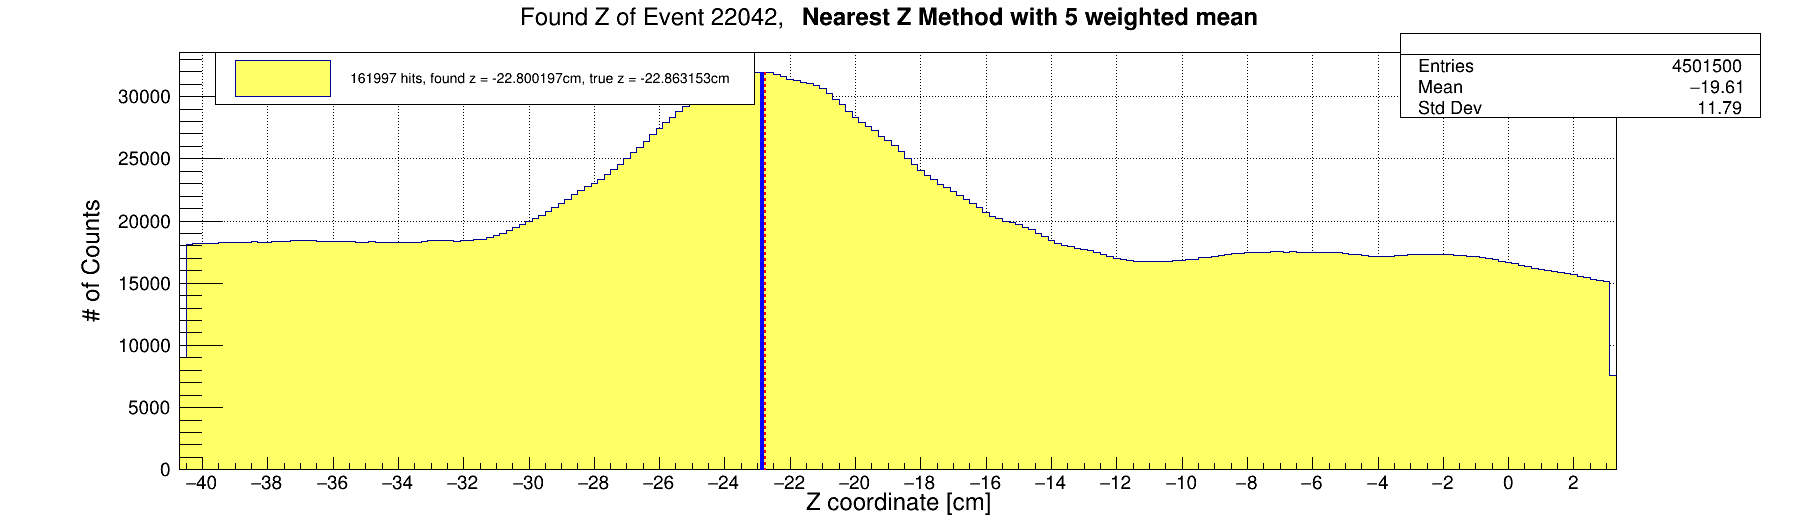 Found Z of Event 22042, Nearest Z Method with 5 weighted mean
161997 hits, found z = -22.800197cm, true z = -22.863153cm
Entries 4501500
Mean −19.61
Std Dev 11.79
# of Counts
30000
25000
20000
15000
10000
5000
0
−40 −38 −36 −34 −32 −30 −28 −26 −24 −22 −20 −18 −16 −14 −12 −10 −8 −6 −4 −2 0 2
Z coordinate [cm]